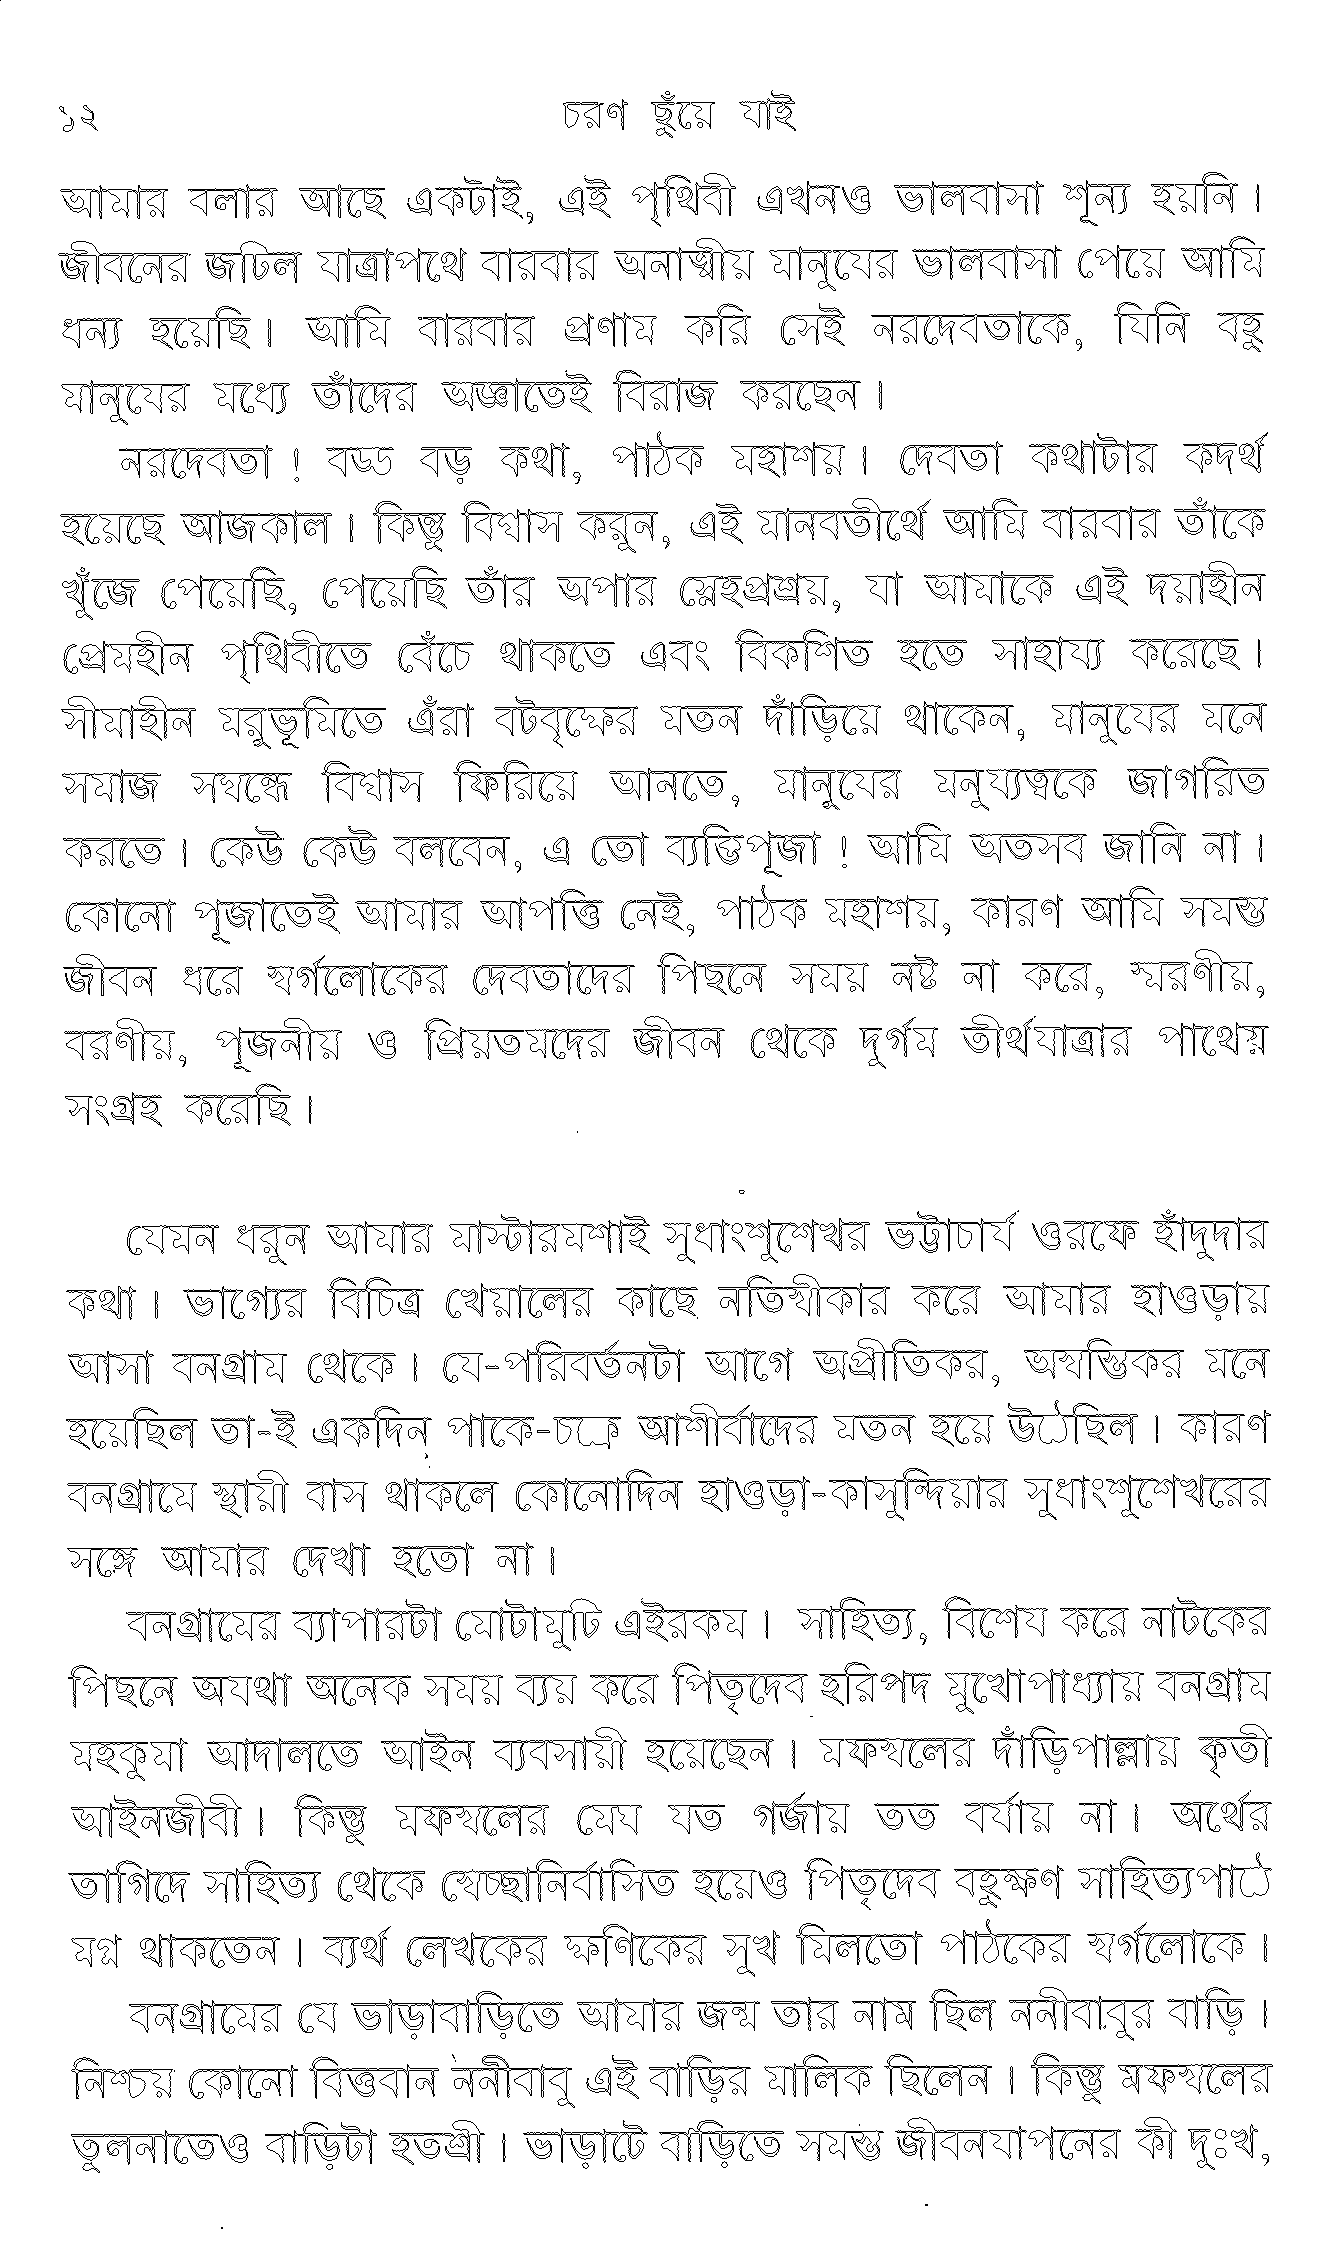 ১২ চরণ ছুঁয়ে যাই
আমার বলার আছে একটাই, এই পৃথিবী এখনও ভালবাসা শূন্য হয়নি।
জীবনের জটিল যাত্রাপথে বারবার অনাত্মীয় মানুষের ভালবাসা পেয়ে আমি
ধন্য হয়েছি। আমি বারবার প্রণাম করি সেই নরদেবতাকে, যিনি বহু
মানুষের মধ্যে তাঁদের অজ্ঞাতেই বিরাজ করছেন।
নরদেবতা! বড্ড বড় কথা, পাঠক মহাশয়। দেবতা কথাটার কদর্থ
হয়েছে আজকাল। কিন্তু বিশ্বাস করুন, এই মানবতীর্থে আমি বারবার তাঁকে
খুঁজে পেয়েছি, পেয়েছি তাঁর অপার স্নেহপ্রশ্রয়, যা আমাকে এই দয়াহীন
প্রেমহীন পৃথিবীতে বেঁচে থাকতে এবং বিকশিত হতে সাহায্য করেছে।
সীমাহীন মরুভূমিতে এঁরা বটবৃক্ষের মতন দাঁড়িয়ে থাকেন, মানুষের মনে
সমাজ সম্বন্ধে বিশ্বাস ফিরিয়ে আনতে, মানুষের মনুষ্যত্বকে জাগরিত
করতে। কেউ কেউ বলবেন, এ তো ব্যক্তিপূজা! আমি অতসব জানি না।
কোনো পূজাতেই আমার আপত্তি নেই, পাঠক মহাশয়, কারণ আমি সমস্ত
জীবন ধরে স্বর্গলোকের দেবতাদের পিছনে সময় নষ্ট না করে, স্মরণীয়,
বরণীয়, পূজনীয় ও প্রিয়তমদের জীবন থেকে দুর্গম তীর্থযাত্রার পাথেয়
সংগ্রহ করেছি।
যেমন ধরুন আমার মাস্টারমশাই সুধাংশুশেখর ভট্টাচার্য ওরফে হাঁদুদার
কথা। ভাগ্যের বিচিত্র খেয়ালের কাছে নতিস্বীকার করে আমার হাওড়ায়
আসা বনগ্রাম থেকে। যে-পরিবর্তনটা আগে অপ্রীতিকর, অস্বস্তিকর মনে
হয়েছিল তা-ই একদিন পাকে-চক্রে আশীর্বাদের মতন হয়ে উঠেছিল। কারণ
বনগ্রামে স্থায়ী বাস থাকলে কোনোদিন হাওড়া-কাসুন্দিয়ার সুধাংশুশেখরের
সঙ্গে আমার দেখা হতো না।
বনগ্রামের ব্যাপারটা মোটামুটি এইরকম। সাহিত্য, বিশেষ করে নাটকের
পিছনে অযথা অনেক সময় ব্যয় করে পিতৃদেব হরিপদ মুখোপাধ্যায় বনগ্রাম
মহকুমা আদালতে আইন ব্যবসায়ী হয়েছেন। মফস্বলের দাঁড়িপাল্লায় কৃতী
আইনজীবী। কিন্তু মফস্বলের মেঘ যত গর্জায় তত বর্ষায় না। অর্থের
তাগিদে সাহিত্য থেকে স্বেচ্ছানির্বাসিত হয়েও পিতৃদেব বহুক্ষণ সাহিত্যপাঠে
মগ্ন থাকতেন। ব্যর্থ লেখকের ক্ষণিকের সুখ মিলতো পাঠকের স্বর্গলোকে।
বনগ্রামের যে ভাড়াবাড়িতে আমার জন্ম তার নাম ছিল ননীবাবুর বাড়ি।
নিশ্চয় কোনো বিত্তবান ননীবাবু এই বাড়ির মালিক ছিলেন। কিন্তু মফস্বলের
তুলনাতেও বাড়িটা হতশ্রী। ভাড়াটে বাড়িতে সমস্ত জীবনযাপনের কী দুঃখ,